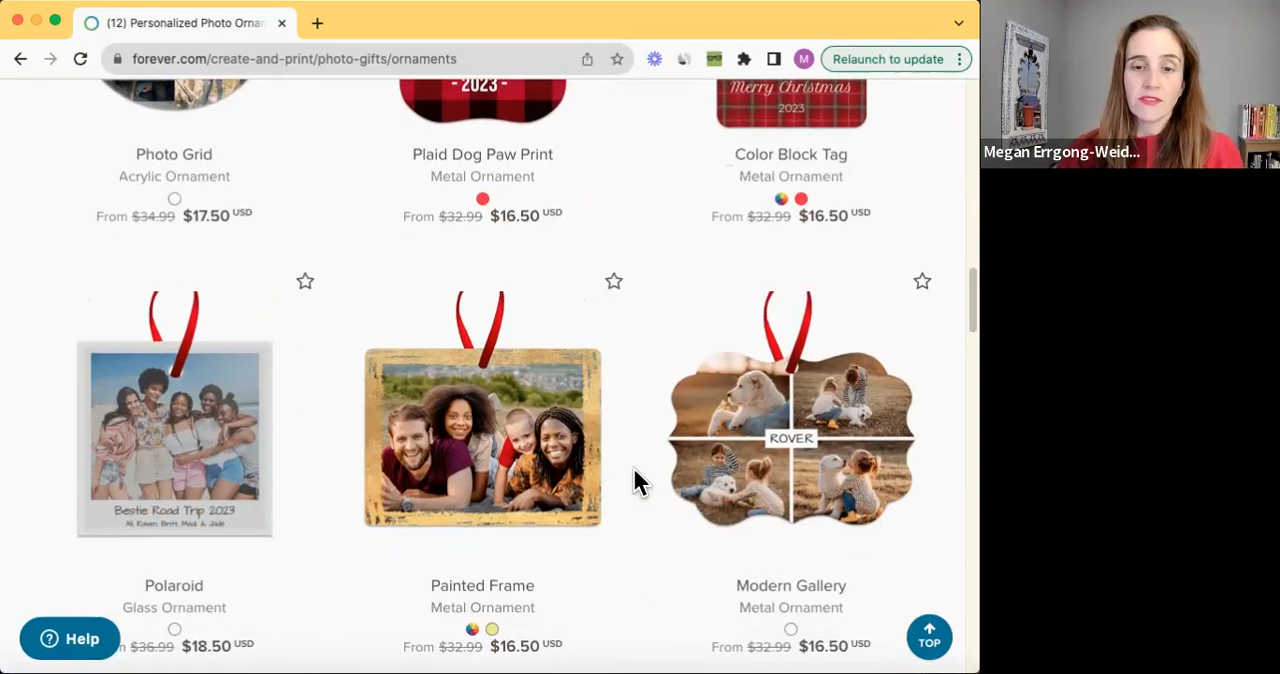 (12) Personalized Photo Ornar
forever.com/create-and-print/photo-gifts/ornaments
M
Relaunch to update
Megan Errgong-Weid...
- 2023 -
Merry Christmas
2023
Photo Grid
Acrylic Ornament
From $34.99 $17.50 USD
Plaid Dog Paw Print
Metal Ornament
From $32.99 $16.50 USD
Color Block Tag
Metal Ornament
From $32.99 $16.50 USD
Bestie Road Trip 2023
ROVER
Polaroid
Glass Ornament
$36.99 $18.50 USD
Painted Frame
Metal Ornament
From $32.99 $16.50 USD
Modern Gallery
Metal Ornament
From $32.99 $16.50 USD
Help
TOP